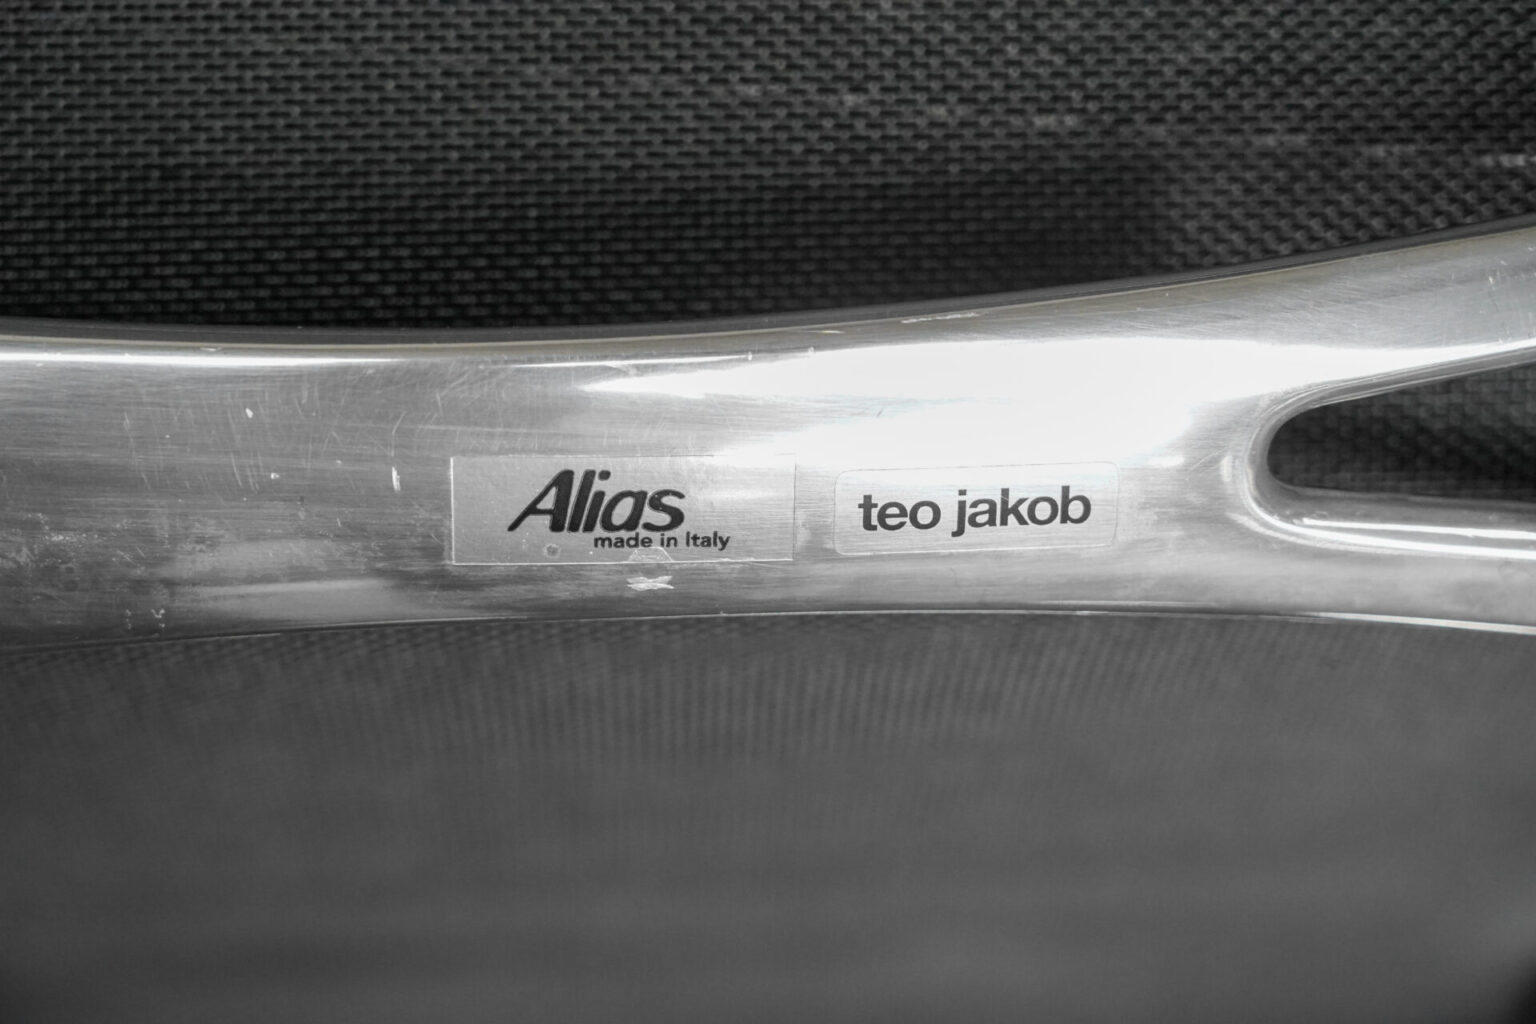 Alias
made in Italy
teo jakob